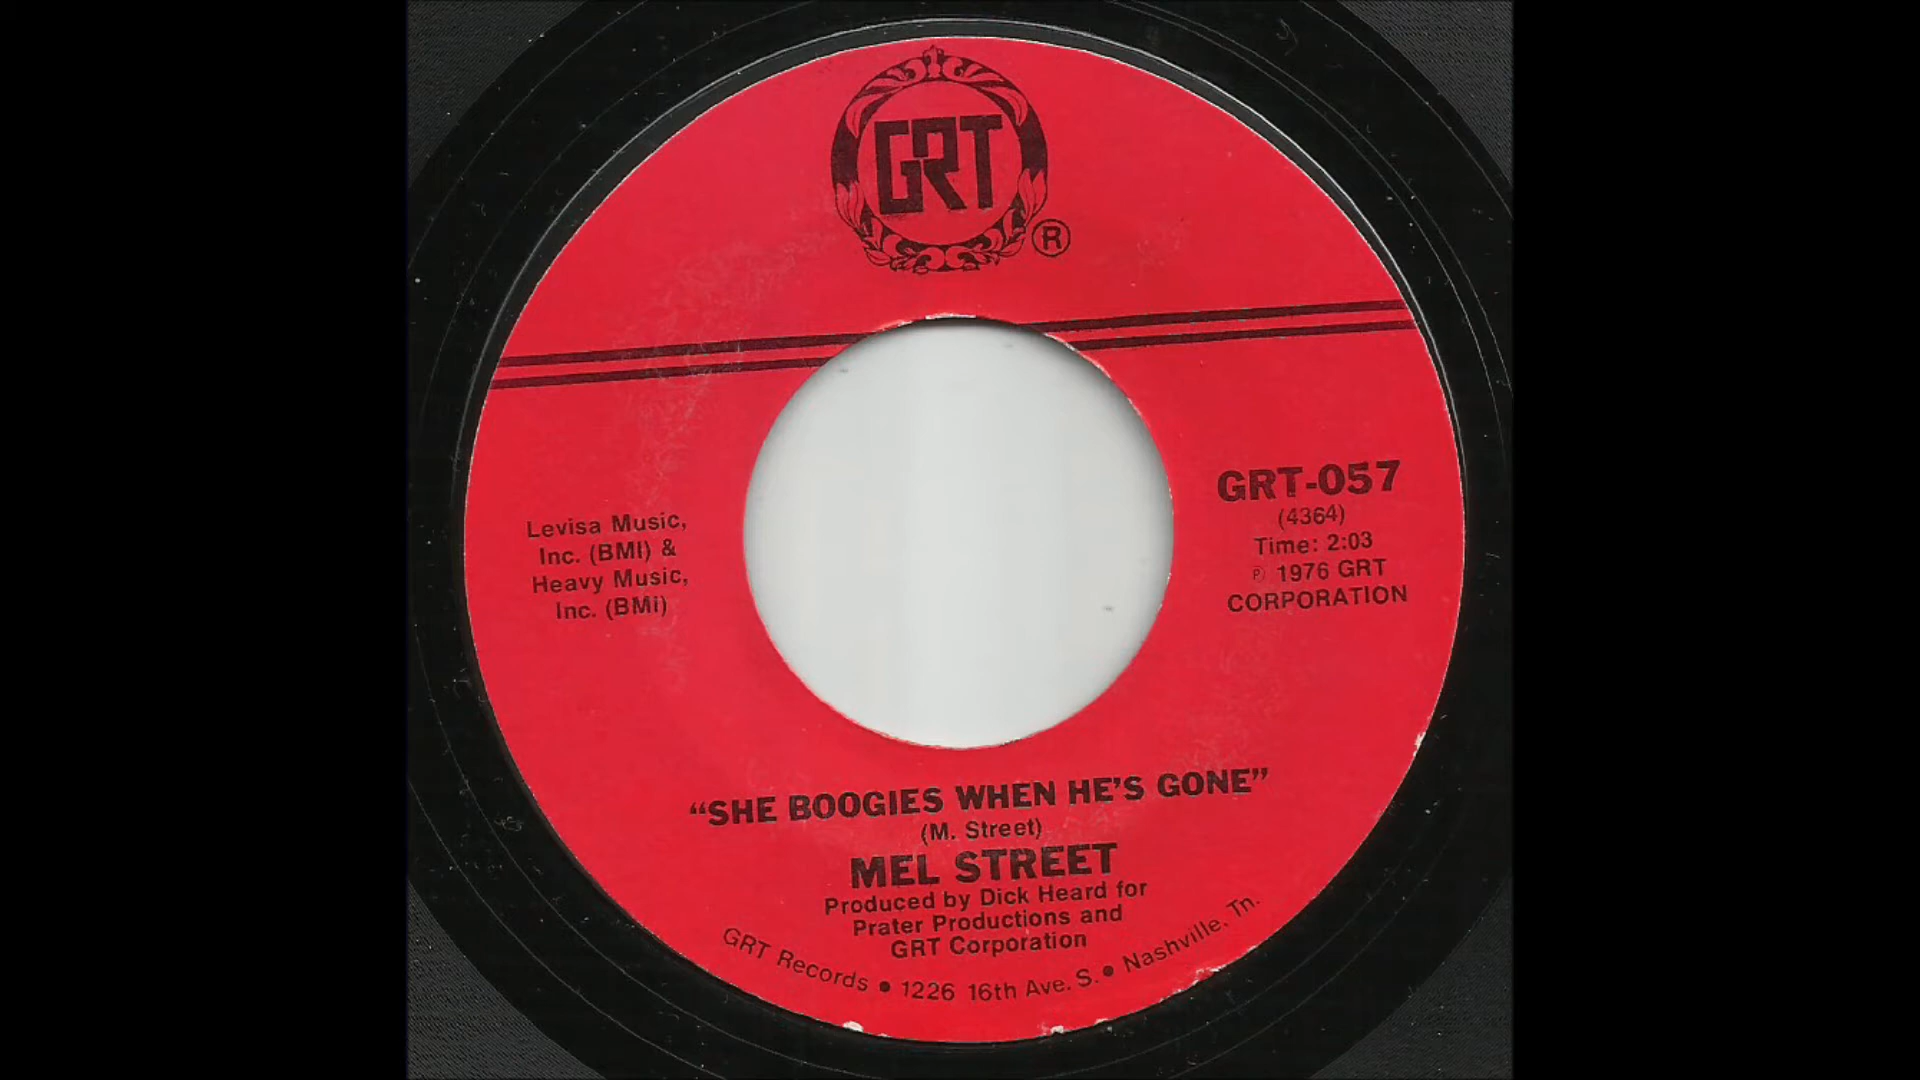 GRT
®
Levisa Music,
Inc. (BMI) &
Heavy Music,
Inc. (BMi)
GRT-057
(4364)
Time: 2:03
℗ 1976 GRT
CORPORATION
“SHE BOOGIES WHEN HE’S GONE”
(M. Street)
MEL STREET
Produced by Dick Heard for
Prater Productions and
GRT Corporation
GRT Records • 1226 16th Ave. S. • Nashville, Tn.